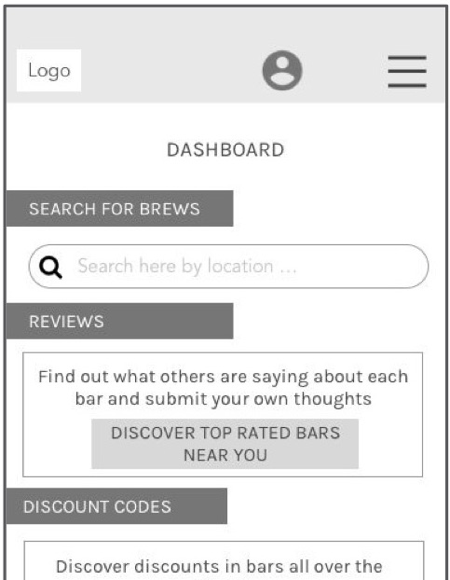 Logo
DASHBOARD
SEARCH FOR BREWS
Search here by location ...
REVIEWS
Find out what others are saying about each
bar and submit your own thoughts
DISCOVER TOP RATED BARS
NEAR YOU
DISCOUNT CODES
Discover discounts in bars all over the